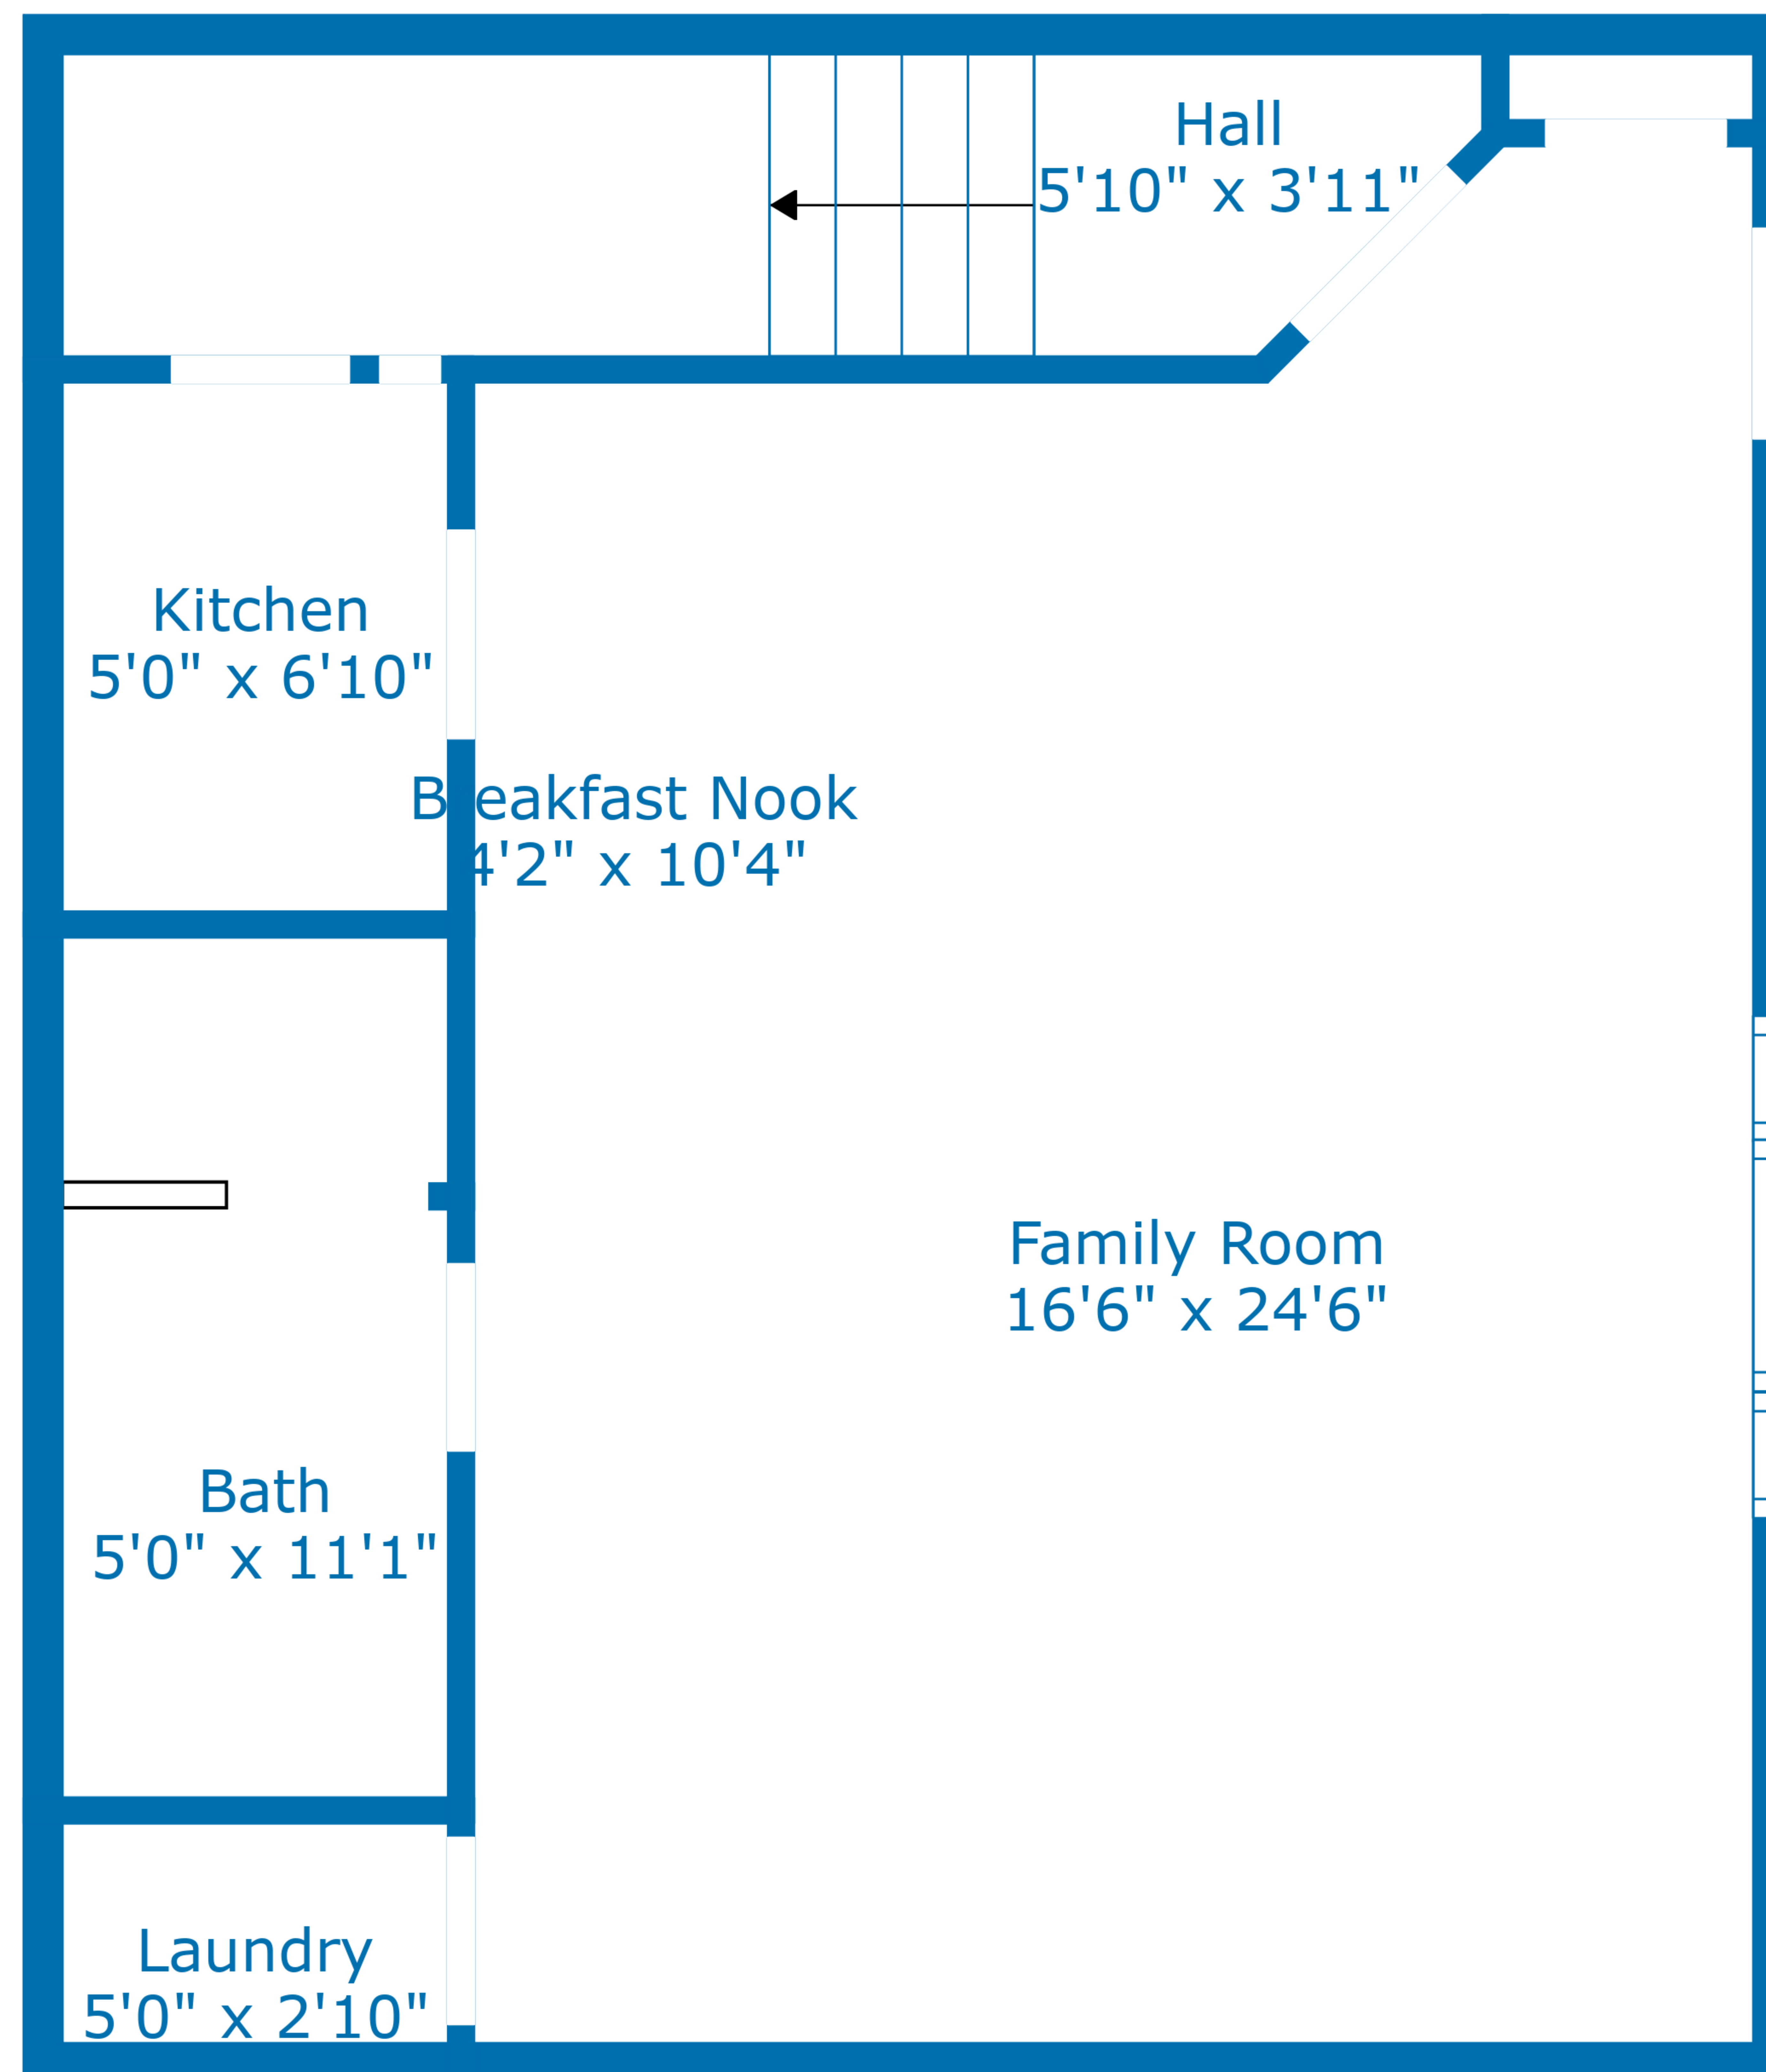 Hall
5'10" x 3'11"
Kitchen
5'0" x 6'10"
Breakfast Nook
4'2" x 10'4"
Family Room
16'6" x 24'6"
Bath
5'0" x 11'1"
Laundry
5'0" x 2'10"